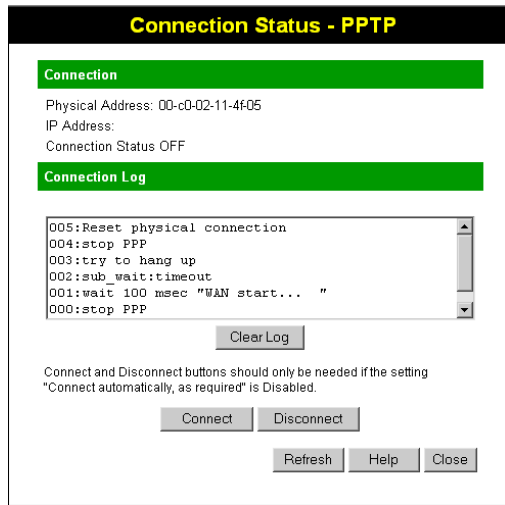 Connection Status - PPTP
Connection
Physical Address: 00-c0-02-11-4f-05
IP Address:
Connection Status OFF
Connection Log
005:Reset physical connection
004:stop PPP
003:try to hang up
002:sub_wait:timeout
001:wait 100 msec "WAN start...  "
000:stop PPP
Clear Log
Connect and Disconnect buttons should only be needed if the setting
"Connect automatically, as required" is Disabled.
Connect Disconnect
Refresh Help Close